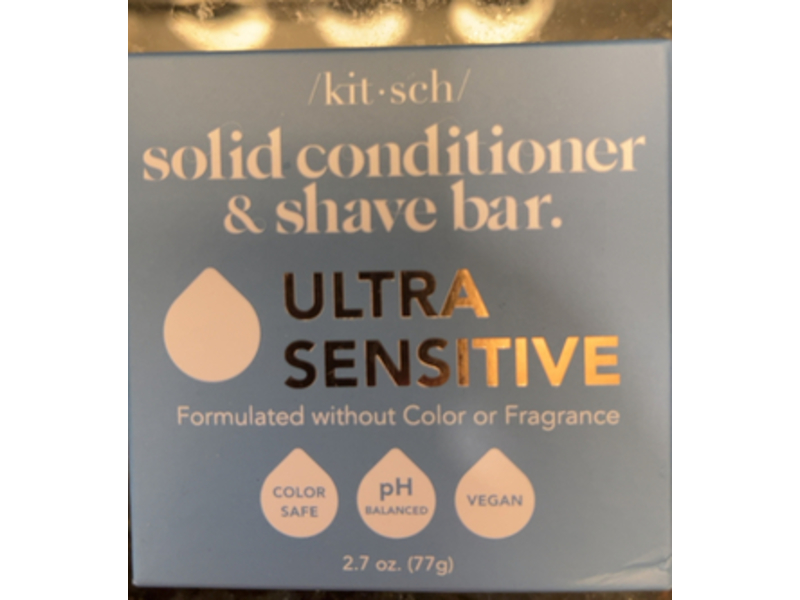 /kit·sch/
solid conditioner
& shave bar.
ULTRA
SENSITIVE
Formulated without Color or Fragrance
COLOR
SAFE
pH
BALANCED
VEGAN
2.7 oz. (77g)